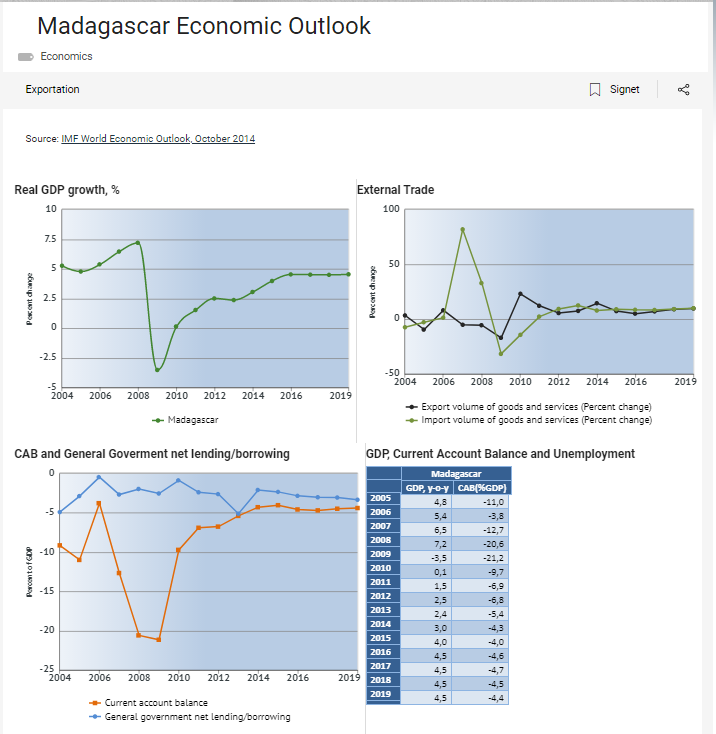 Madagascar Economic Outlook
Economics
Exportation
Signet
Source: IMF World Economic Outlook, October 2014
Real GDP growth, %
10
7.5
5
2.5
0
-2.5
-5
Percent change
2004 2006 2008 2010 2012 2014 2016 2019
Madagascar
External Trade
100
50
0
-50
Percent change
2004 2006 2008 2010 2012 2014 2016 2019
Export volume of goods and services (Percent change)
Import volume of goods and services (Percent change)
CAB and General Goverment net lending/borrowing
0
-5
-10
-15
-20
-25
Percent of GDP
2004 2006 2008 2010 2012 2014 2016 2019
Current account balance
General government net lending/borrowing
GDP, Current Account Balance and Unemployment
Madagascar
GDP, y-o-y CAB(%GDP)
2005 4,8 -11,0
2006 5,4 -3,8
2007 6,5 -12,7
2008 7,2 -20,6
2009 -3,5 -21,2
2010 0,1 -9,7
2011 1,5 -6,9
2012 2,5 -6,8
2013 2,4 -5,4
2014 3,0 -4,3
2015 4,0 -4,0
2016 4,5 -4,6
2017 4,5 -4,7
2018 4,5 -4,5
2019 4,5 -4,4